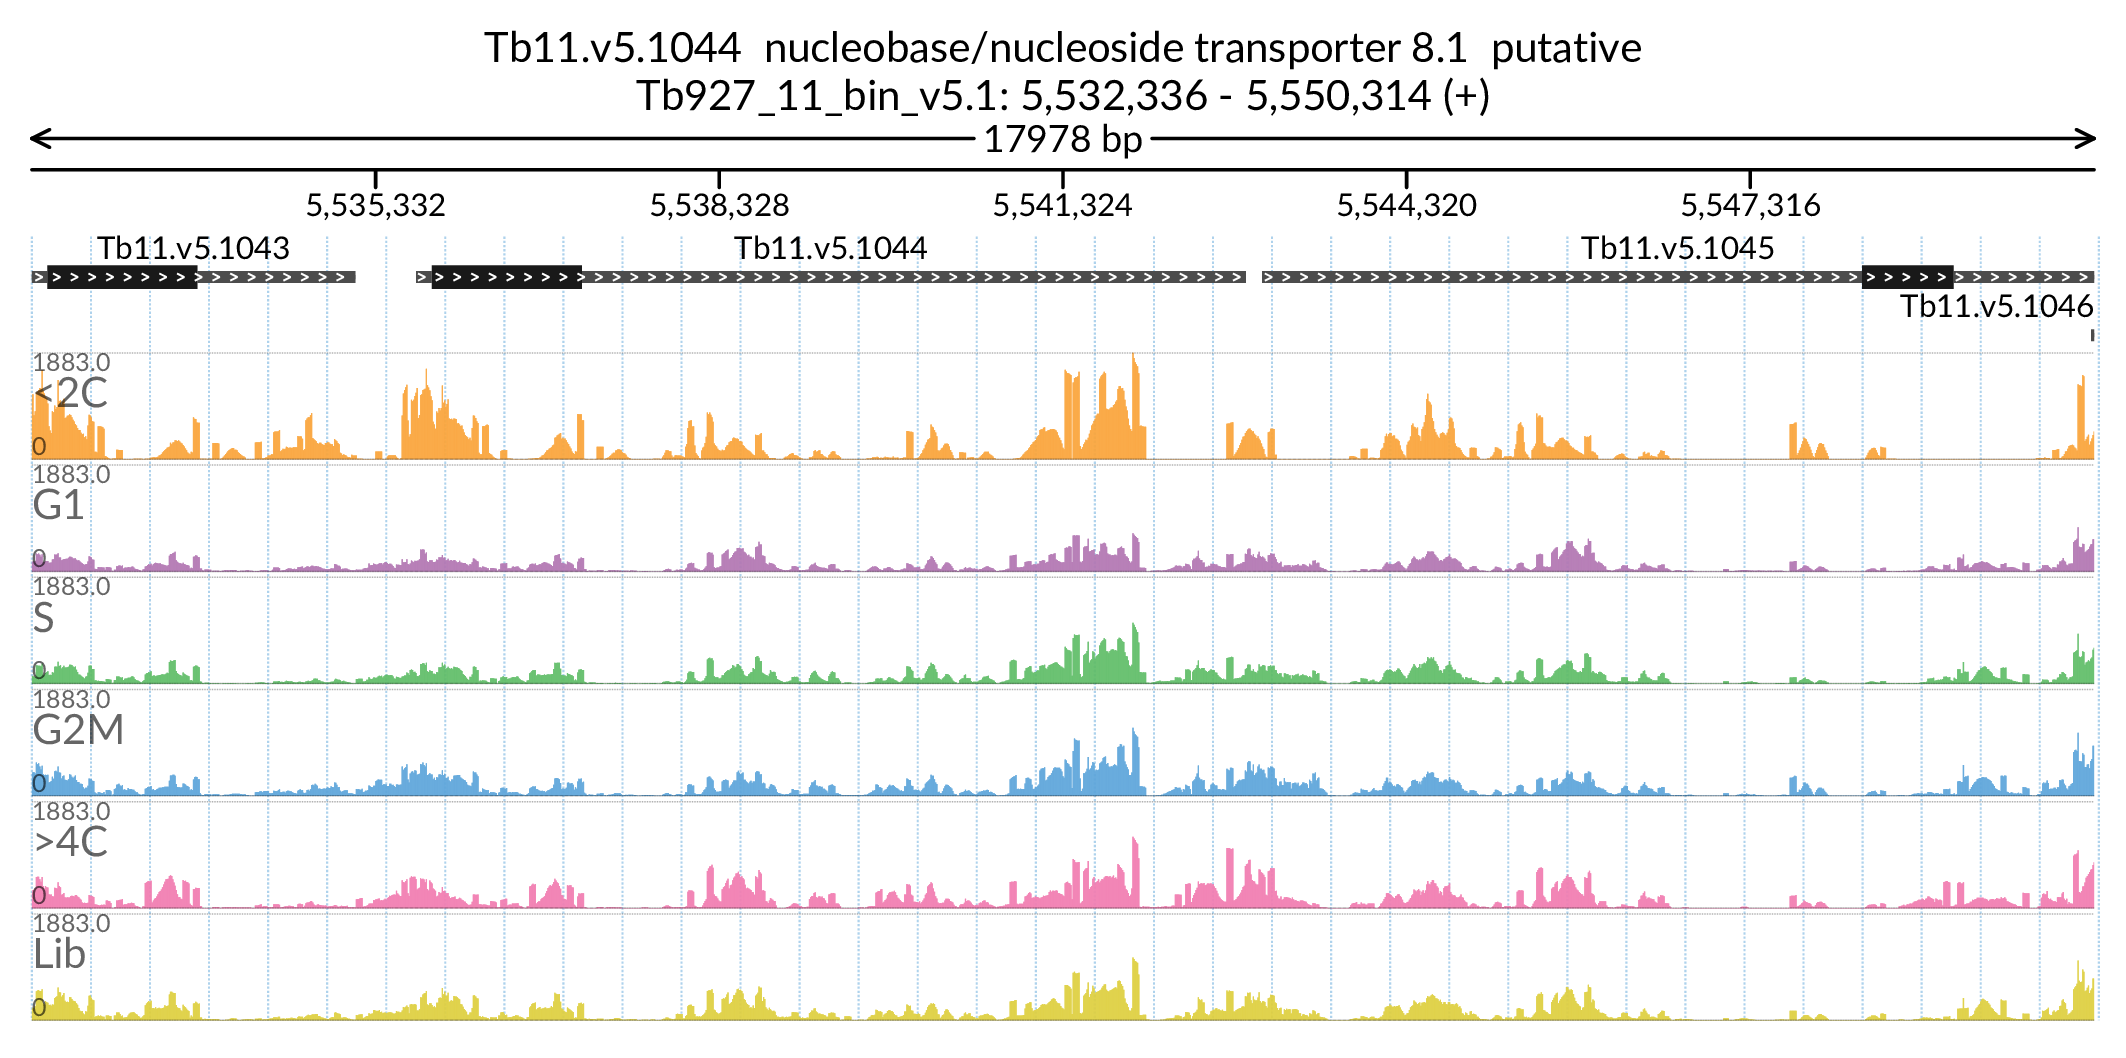 Tb11.v5.1044  nucleobase/nucleoside transporter 8.1  putative
Tb927_11_bin_v5.1: 5,532,336 - 5,550,314 (+)
17978 bp
5,535,332 5,538,328 5,541,324 5,544,320 5,547,316
Tb11.v5.1043 Tb11.v5.1044 Tb11.v5.1045
Tb11.v5.1046
1883.0
<2C
0
1883.0
G1
0
1883.0
S
0
1883.0
G2M
0
1883.0
>4C
0
1883.0
Lib
0